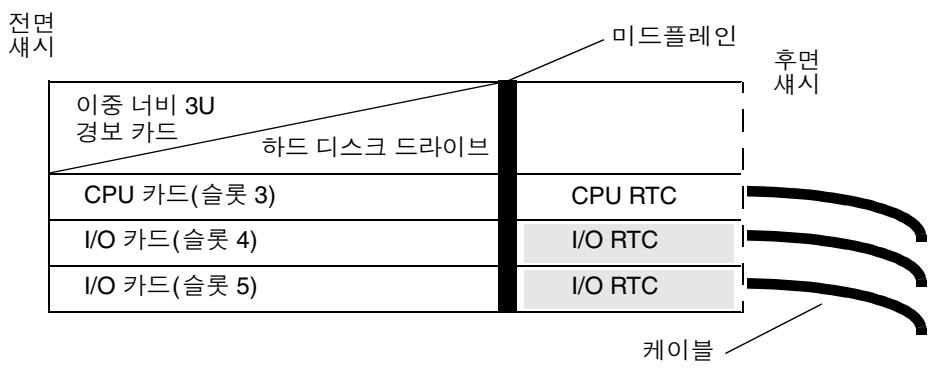 전면
섀시
미드플레인
후면
섀시
이중 너비 3U
경보 카드
하드 디스크 드라이브
CPU 카드(슬롯 3)
CPU RTC
I/O 카드(슬롯 4)
I/O RTC
I/O 카드(슬롯 5)
I/O RTC
케이블